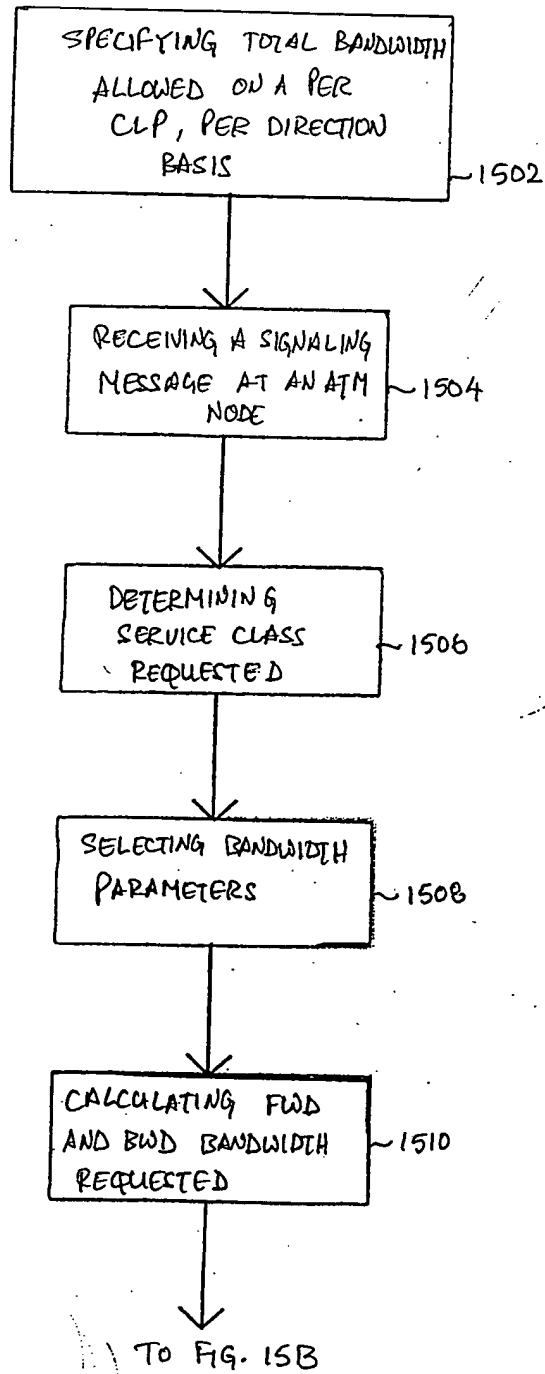 SPECIFYING TOTAL BANDWIDTH
ALLOWED ON A PER
CLP, PER DIRECTION
BASIS
1502
RECEIVING A SIGNALING
MESSAGE AT AN ATM
NODE
1504
DETERMINING
SERVICE CLASS
REQUESTED
1506
SELECTING BANDWIDTH
PARAMETERS
1508
CALCULATING FWD
AND BWD BANDWIDTH
REQUESTED
1510
TO FIG. 15B